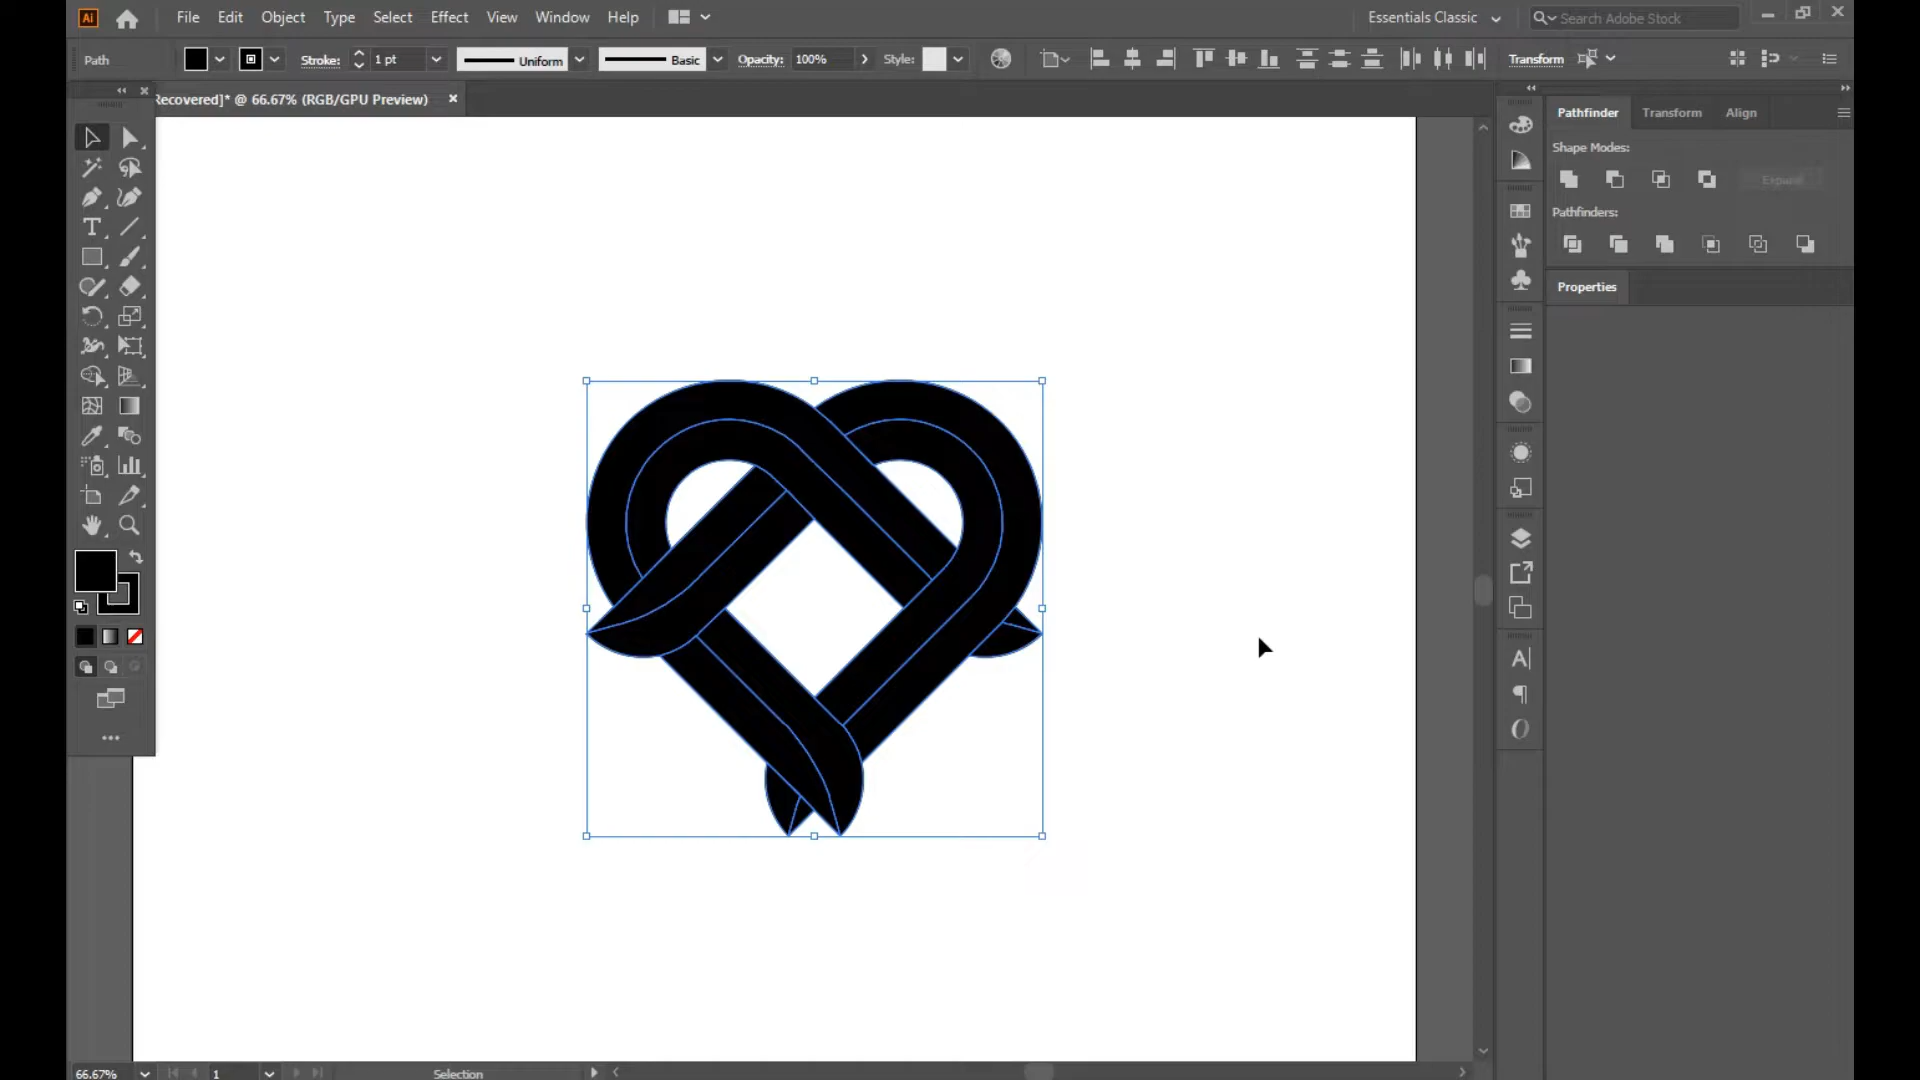 Ai File Edit Object Type Select Effect View Window Help Essentials Classic Search Adobe Stock
Path Stroke: 1 pt Uniform Basic Opacity: 100% Style: Transform
Recovered]* @ 66.67% (RGB/GPU Preview)
Pathfinder Transform Align
Shape Modes:
Expand
Pathfinders:
Properties
66.67% 1 Selection